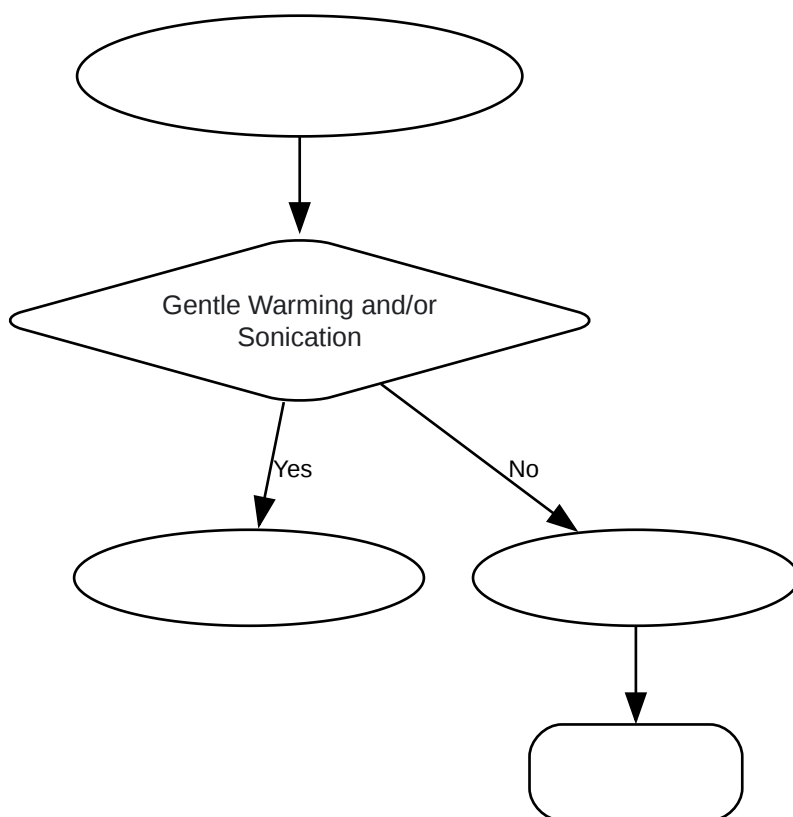 Gentle Warming and/or
Sonication
Yes
No